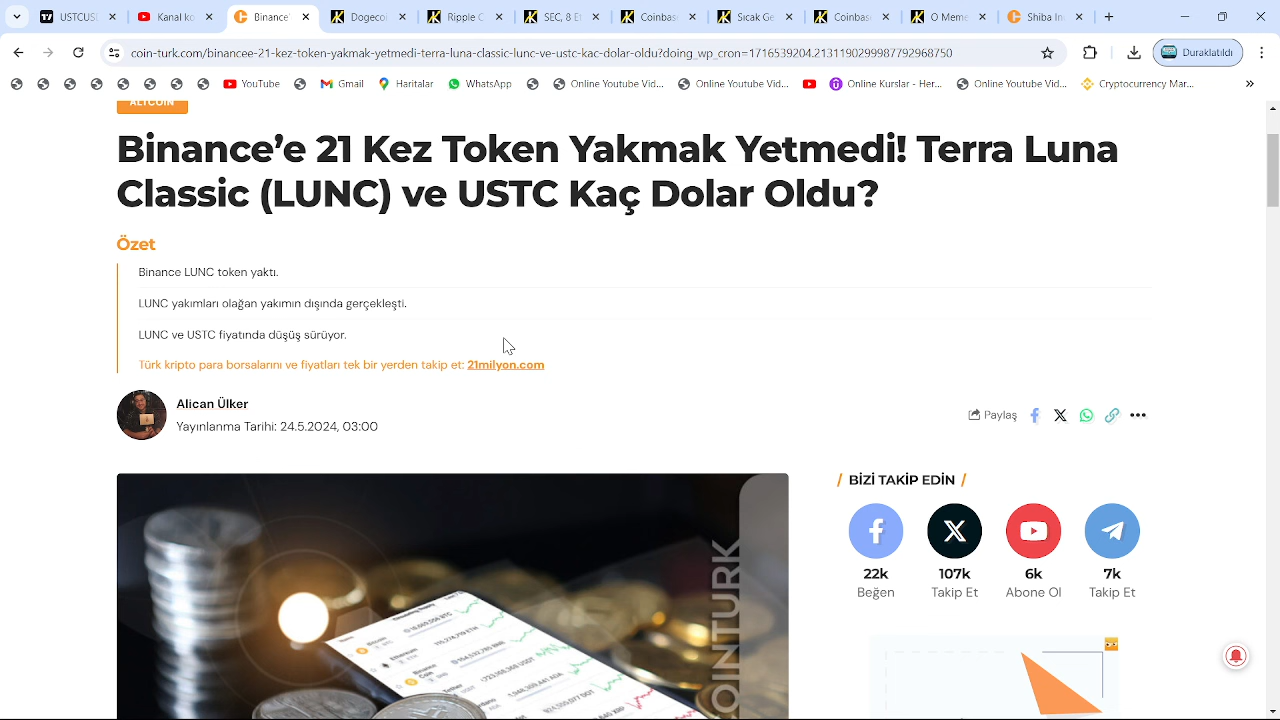 USTCUS
Kanal ko
Binance'
Dogeco
Ripple C
SEC, 8 E
Coinbas
Spot Ge
Coinbas
Deneme
Shiba In
coin-turk.com/binancee-21-kez-token-yakmak-yetmedi-terra-luna-classic-lunc-ve-ustc-kac-dolar-oldu?doing_wp_cron=1716539204.2131190299987792968750
Duraklatıldı
YouTube
Gmail
Haritalar
WhatsApp
Online Youtube Vid...
Online Youtube Vid...
Online Kurslar - Her...
Online Youtube Vid...
Cryptocurrency Mar...
ALTCOIN
Binance’e 21 Kez Token Yakmak Yetmedi! Terra Luna
Classic (LUNC) ve USTC Kaç Dolar Oldu?
Özet
Binance LUNC token yaktı.
LUNC yakımları olağan yakımın dışında gerçekleşti.
LUNC ve USTC fiyatında düşüş sürüyor.
Türk kripto para borsalarını ve fiyatları tek bir yerden takip et: 21milyon.com
Alican Ülker
Yayınlanma Tarihi: 24.5.2024, 03:00
Paylaş
/ BİZİ TAKİP EDİN /
22k
Beğen
107k
Takip Et
6k
Abone Ol
7k
Takip Et
OINTURK